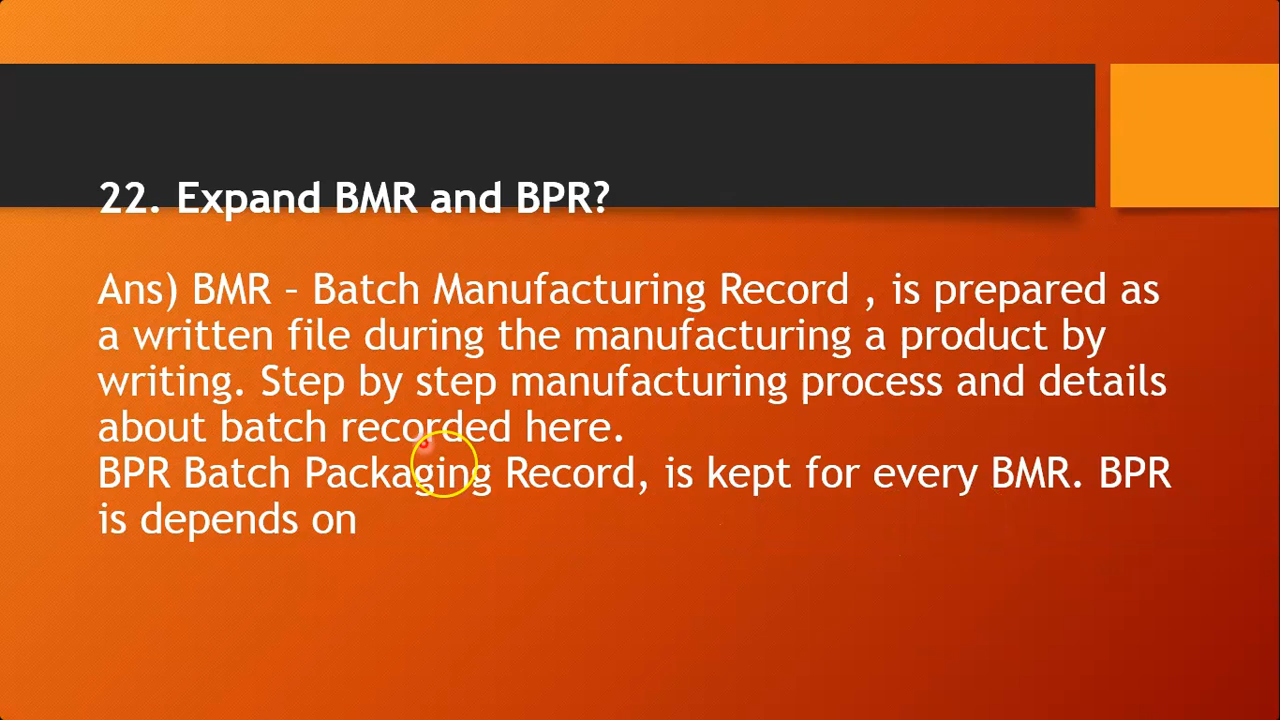 22. Expand BMR and BPR?
Ans) BMR – Batch Manufacturing Record , is prepared as
a written file during the manufacturing a product by
writing. Step by step manufacturing process and details
about batch recorded here.
BPR Batch Packaging Record, is kept for every BMR. BPR
is depends on